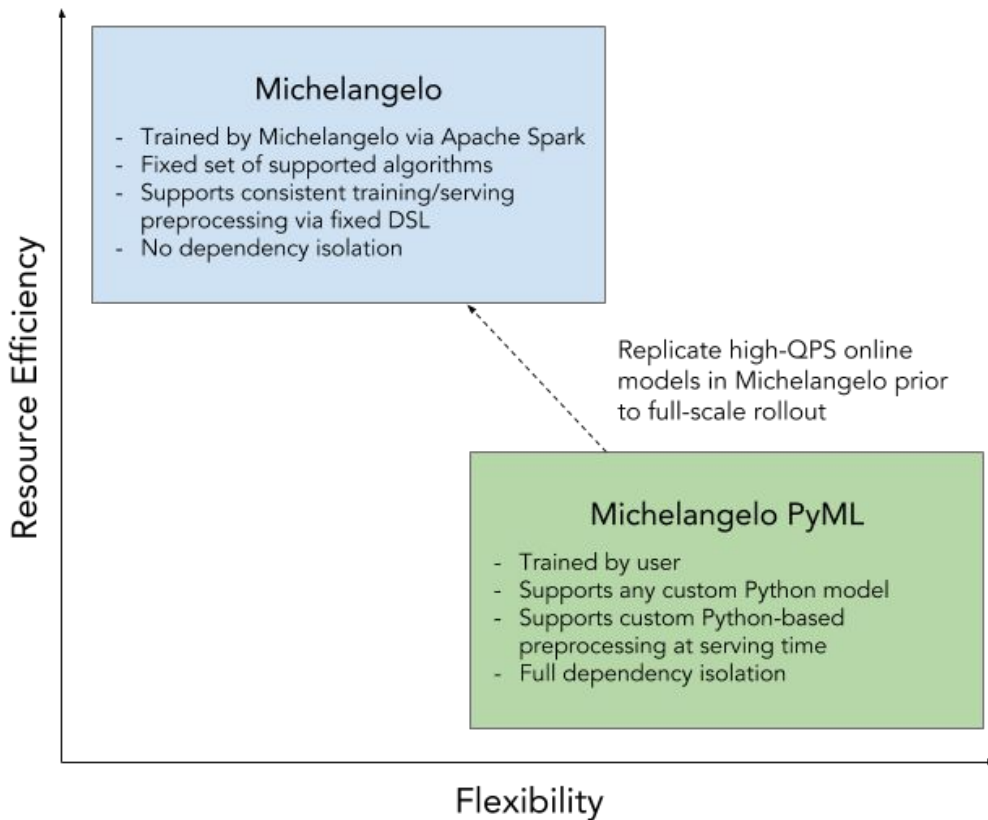 Michelangelo
- Trained by Michelangelo via Apache Spark
- Fixed set of supported algorithms
- Supports consistent training/serving
preprocessing via fixed DSL
- No dependency isolation
Resource Efficiency
Replicate high-QPS online
models in Michelangelo prior
to full-scale rollout
Michelangelo PyML
- Trained by user
- Supports any custom Python model
- Supports custom Python-based
preprocessing at serving time
- Full dependency isolation
Flexibility